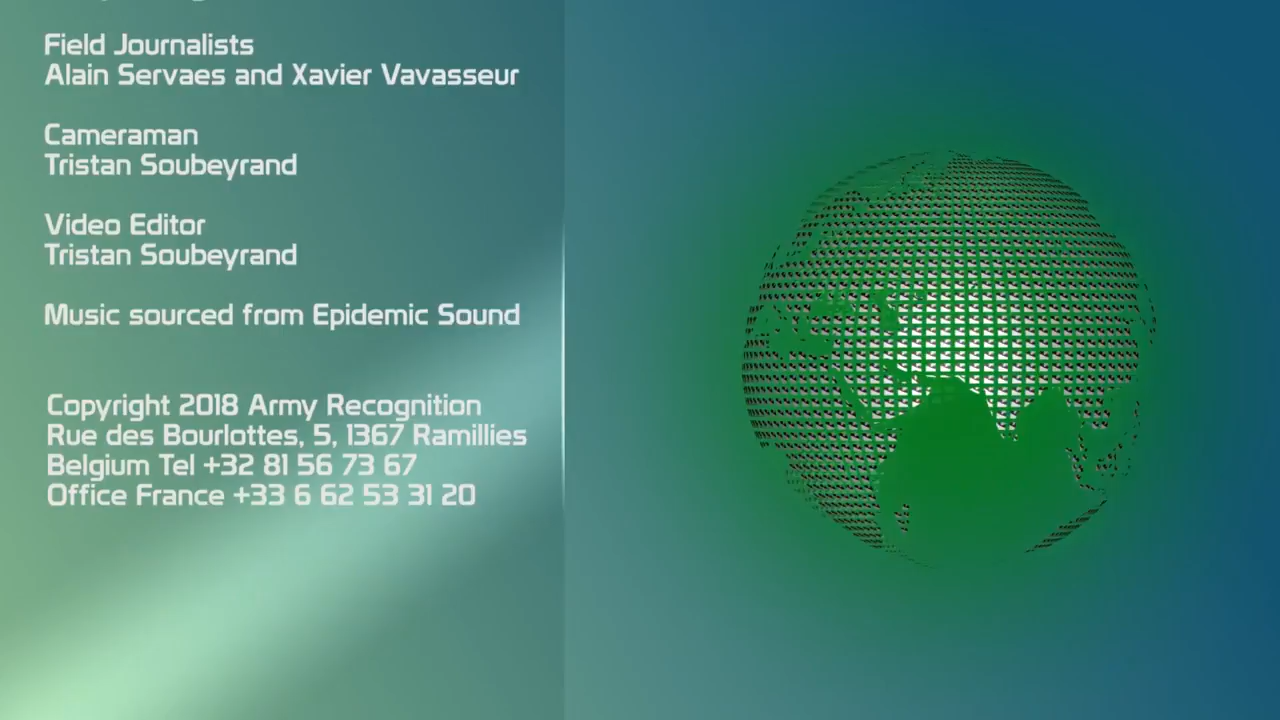 Field Journalists
Alain Servaes and Xavier Vavasseur
Cameraman
Tristan Soubeyrand
Video Editor
Tristan Soubeyrand
Music sourced from Epidemic Sound
Copyright 2018 Army Recognition
Rue des Bourlottes, 5, 1367 Ramillies
Belgium Tel +32 81 56 73 67
Office France +33 6 62 53 31 20